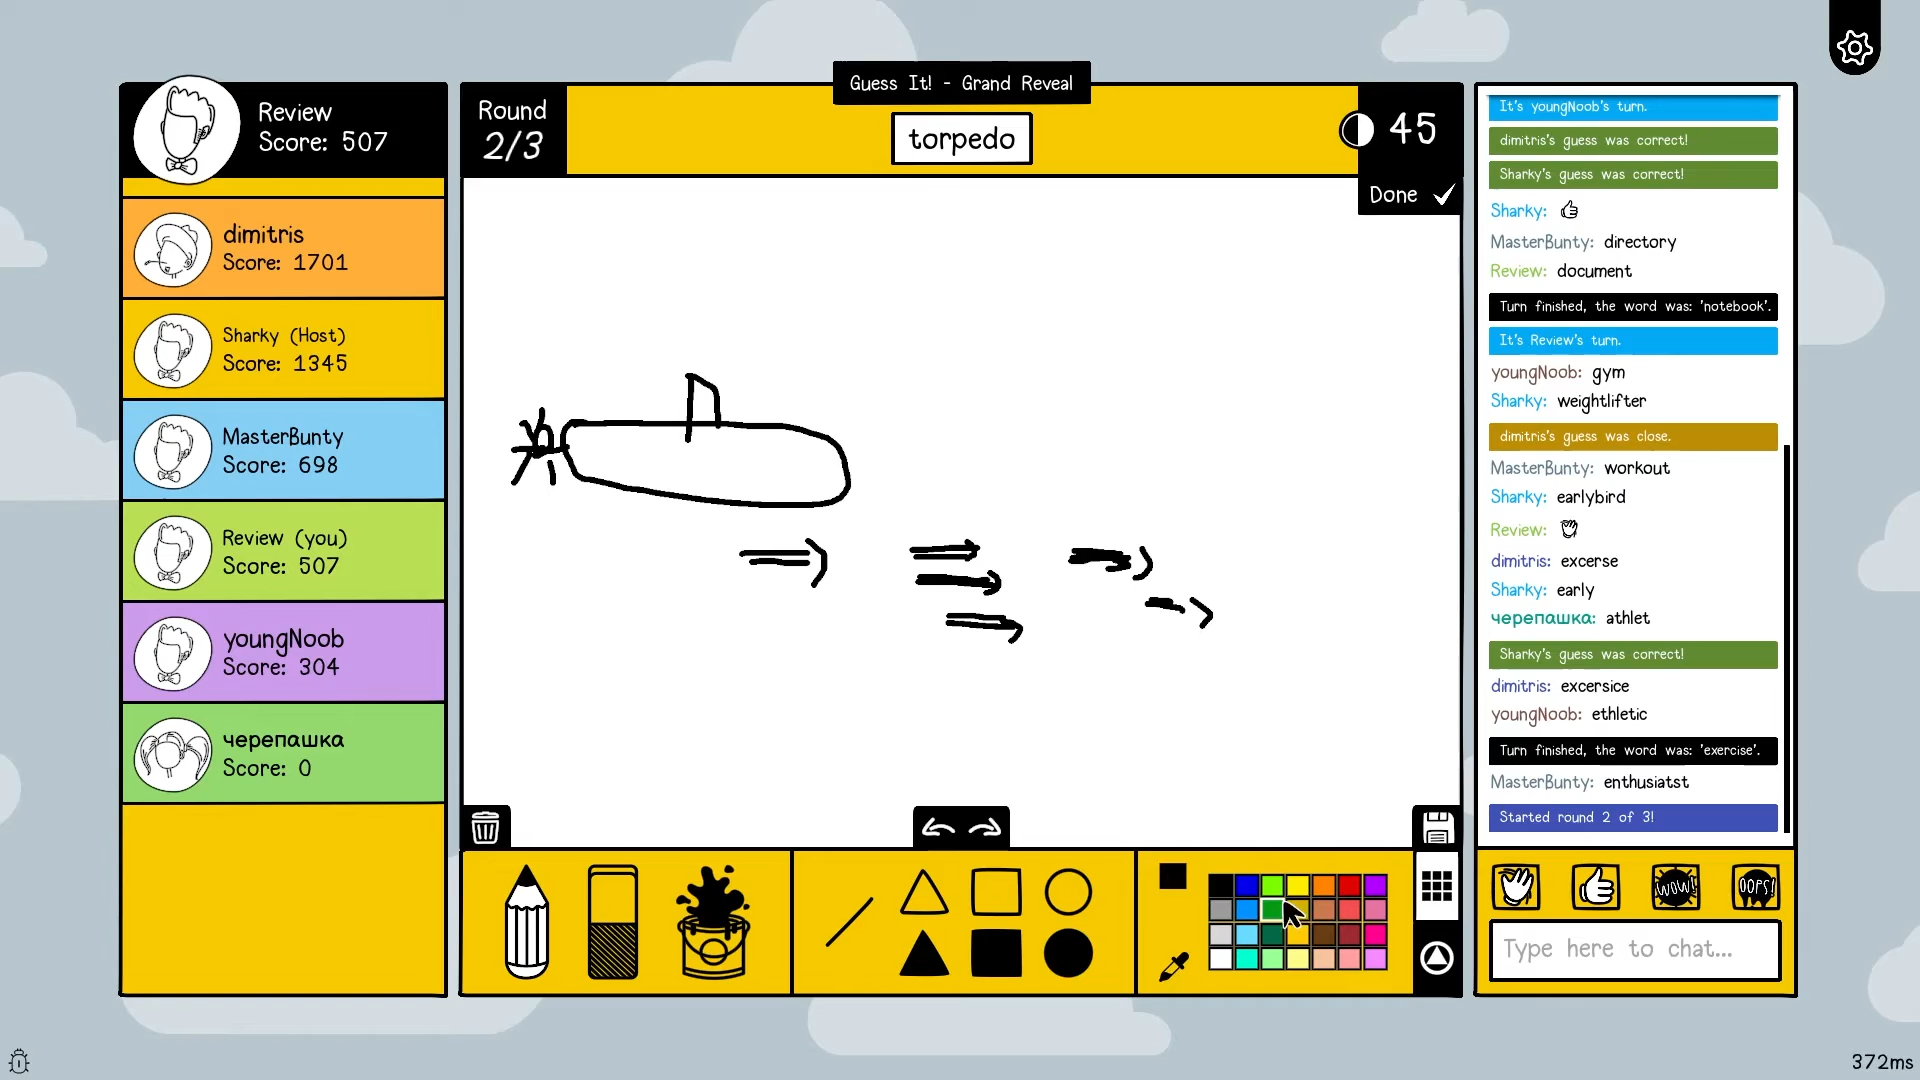 Guess It! - Grand Reveal
Review
Score: 507
Round
2/3
torpedo
45
Done
dimitris
Score: 1701
Sharky (Host)
Score: 1345
MasterBunty
Score: 698
Review (you)
Score: 507
youngNoob
Score: 304
черепашка
Score: 0
It's youngNoob's turn.
dimitris's guess was correct!
Sharky's guess was correct!
Sharky:
MasterBunty: directory
Review: document
Turn finished, the word was: 'notebook'.
It's Review's turn.
youngNoob: gym
Sharky: weightlifter
dimitris's guess was close.
MasterBunty: workout
Sharky: earlybird
Review:
dimitris: excerse
Sharky: early
черепашка: athlet
Sharky's guess was correct!
dimitris: excersice
youngNoob: ethletic
Turn finished, the word was: 'exercise'.
MasterBunty: enthusiatst
Started round 2 of 3!
WOW!
OOPS!
Type here to chat...
372ms